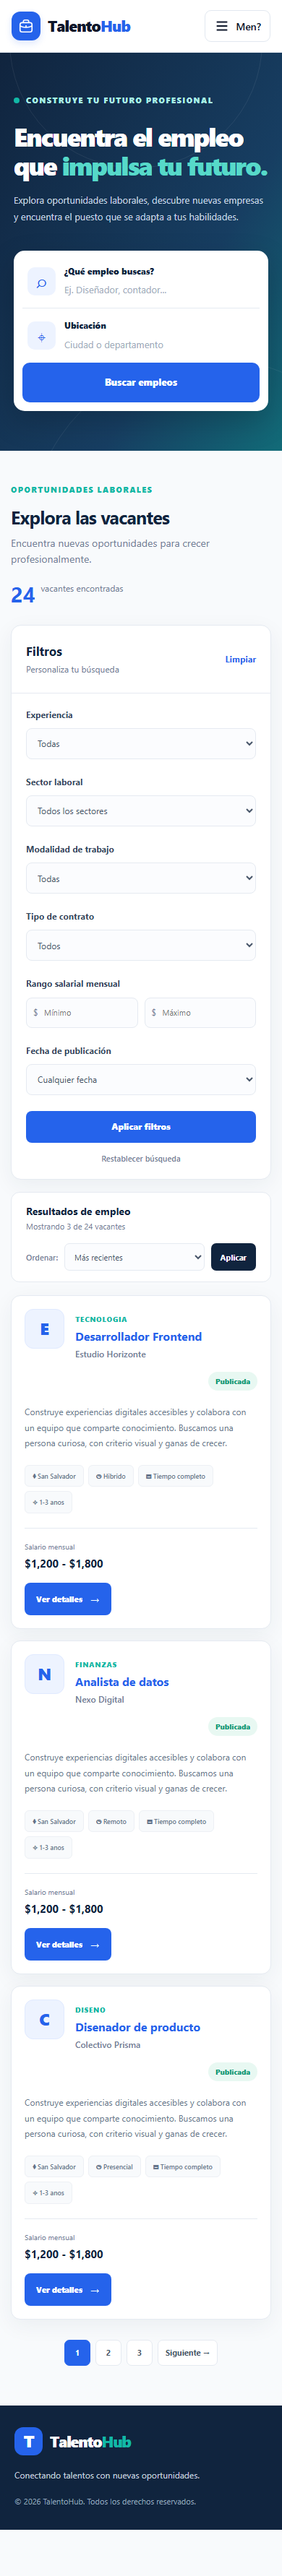 TalentoHub
Men?
CONSTRUYE TU FUTURO PROFESIONAL
Encuentra el empleo
que impulsa tu futuro.
Explora oportunidades laborales, descubre nuevas empresas
y encuentra el puesto que se adapta a tus habilidades.
¿Qué empleo buscas?
Ej. Diseñador, contador...
Ubicación
Ciudad o departamento
Buscar empleos
OPORTUNIDADES LABORALES
Explora las vacantes
Encuentra nuevas oportunidades para crecer
profesionalmente.
24 vacantes encontradas
Filtros
Personaliza tu búsqueda
Limpiar
Experiencia
Todas
Sector laboral
Todos los sectores
Modalidad de trabajo
Todas
Tipo de contrato
Todos
Rango salarial mensual
$ Mínimo $ Máximo
Fecha de publicación
Cualquier fecha
Aplicar filtros
Restablecer búsqueda
Resultados de empleo
Mostrando 3 de 24 vacantes
Ordenar: Más recientes Aplicar
E
TECNOLOGIA
Desarrollador Frontend
Estudio Horizonte
Publicada
Construye experiencias digitales accesibles y colabora con
un equipo que comparte conocimiento. Buscamos una
persona curiosa, con criterio visual y ganas de crecer.
San Salvador Híbrido Tiempo completo
1-3 anos
Salario mensual
$1,200 - $1,800
Ver detalles →
N
FINANZAS
Analista de datos
Nexo Digital
Publicada
Construye experiencias digitales accesibles y colabora con
un equipo que comparte conocimiento. Buscamos una
persona curiosa, con criterio visual y ganas de crecer.
San Salvador Remoto Tiempo completo
1-3 anos
Salario mensual
$1,200 - $1,800
Ver detalles →
C
DISENO
Disenador de producto
Colectivo Prisma
Publicada
Construye experiencias digitales accesibles y colabora con
un equipo que comparte conocimiento. Buscamos una
persona curiosa, con criterio visual y ganas de crecer.
San Salvador Presencial Tiempo completo
1-3 anos
Salario mensual
$1,200 - $1,800
Ver detalles →
1 2 3 Siguiente →
T TalentoHub
Conectando talentos con nuevas oportunidades.
© 2026 TalentoHub. Todos los derechos reservados.